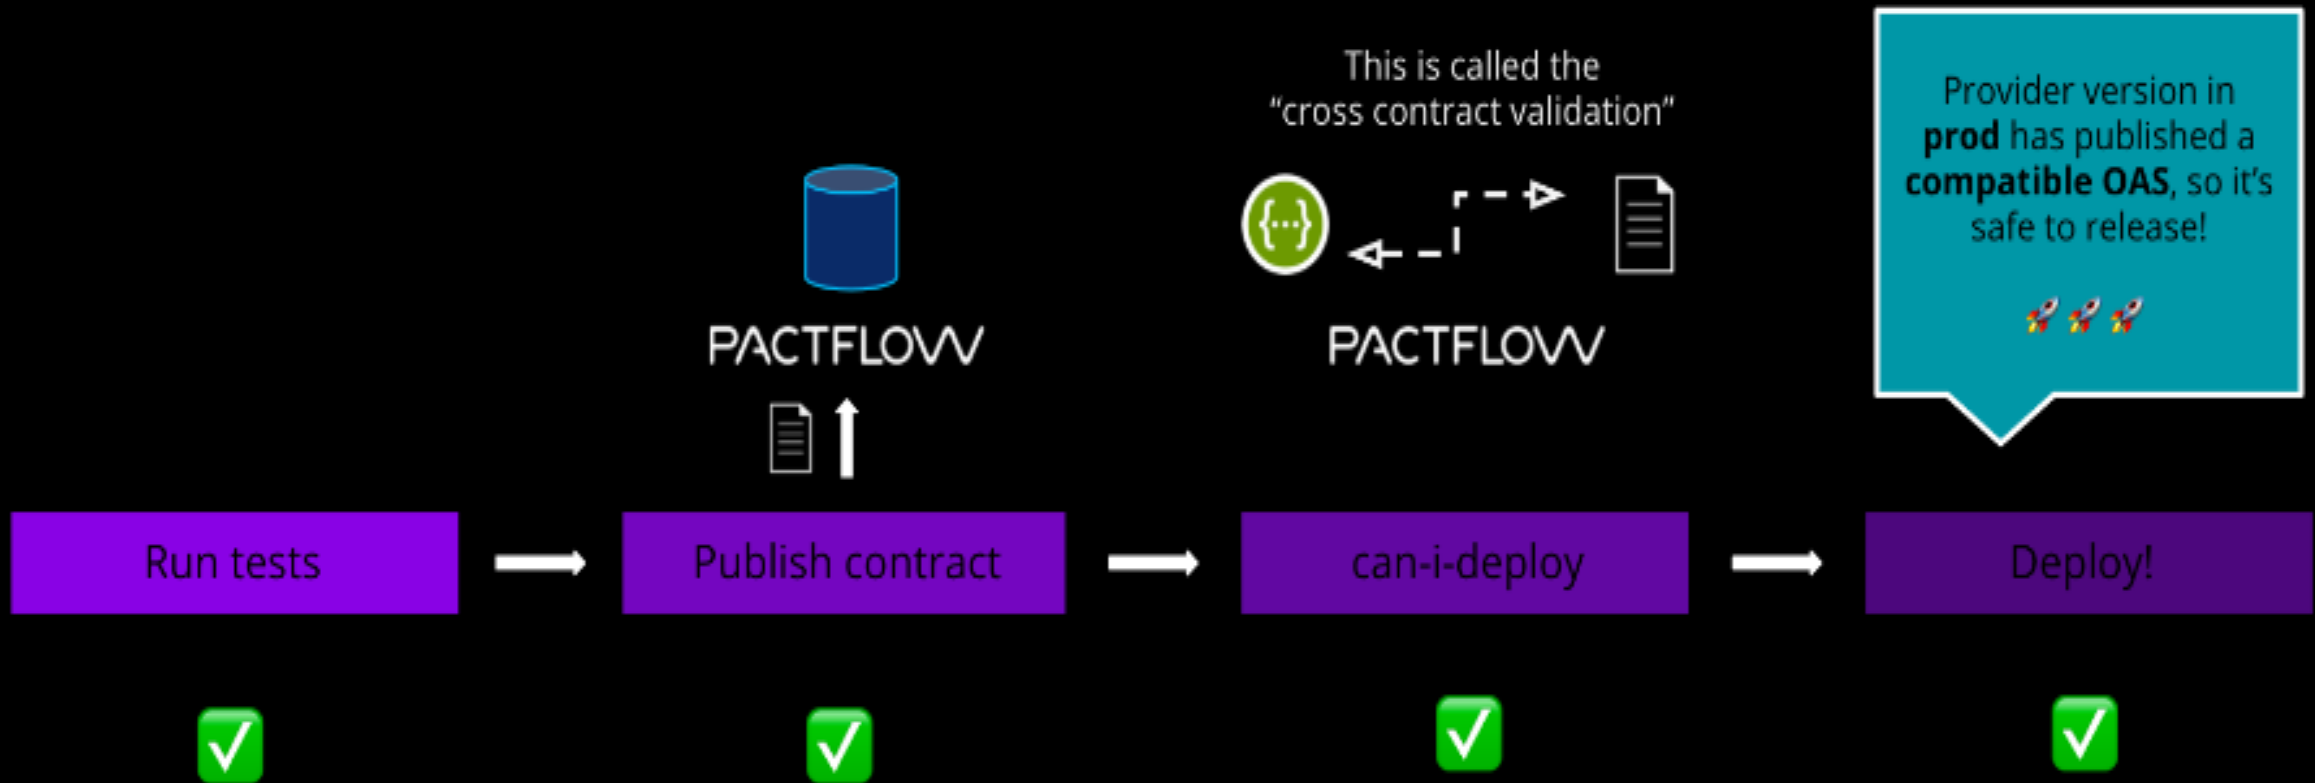 This is called the
“cross contract validation”
Provider version in
prod has published a
compatible OAS, so it’s
safe to release!
{...}
PACTFLOW
PACTFLOW
Run tests
Publish contract
can-i-deploy
Deploy!